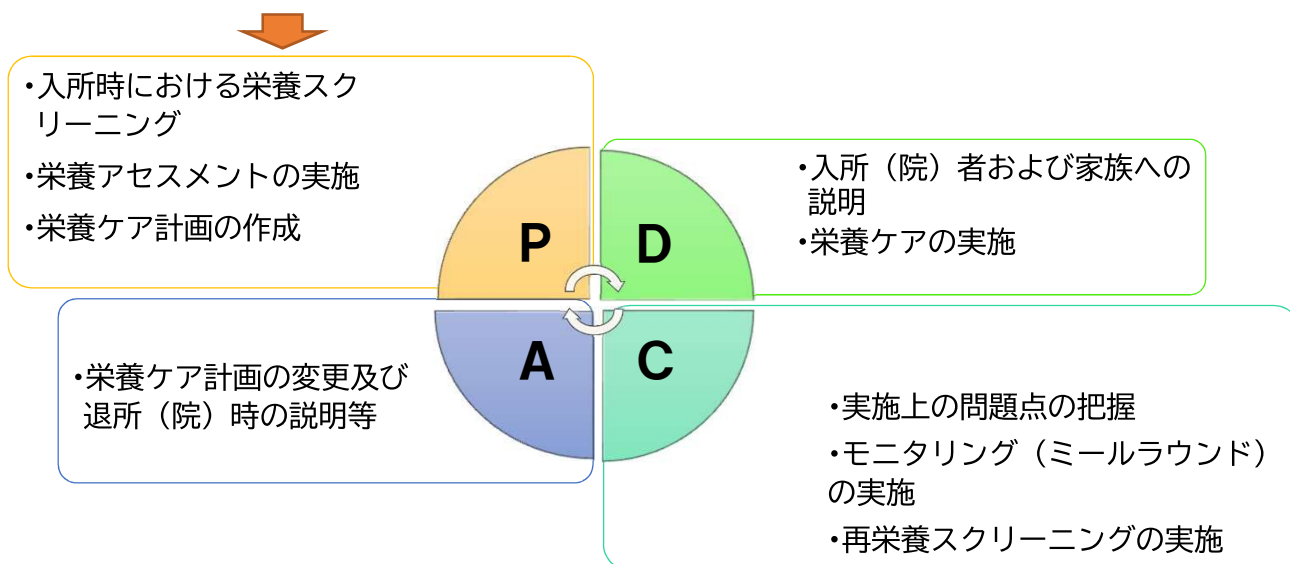 ・入所時における栄養スク
リーニング
・栄養アセスメントの実施
・栄養ケア計画の作成
P
D
・入所（院）者および家族への
説明
・栄養ケアの実施
A
C
・栄養ケア計画の変更及び
退所（院）時の説明等
・実施上の問題点の把握
・モニタリング（ミールラウンド）
の実施
・再栄養スクリーニングの実施